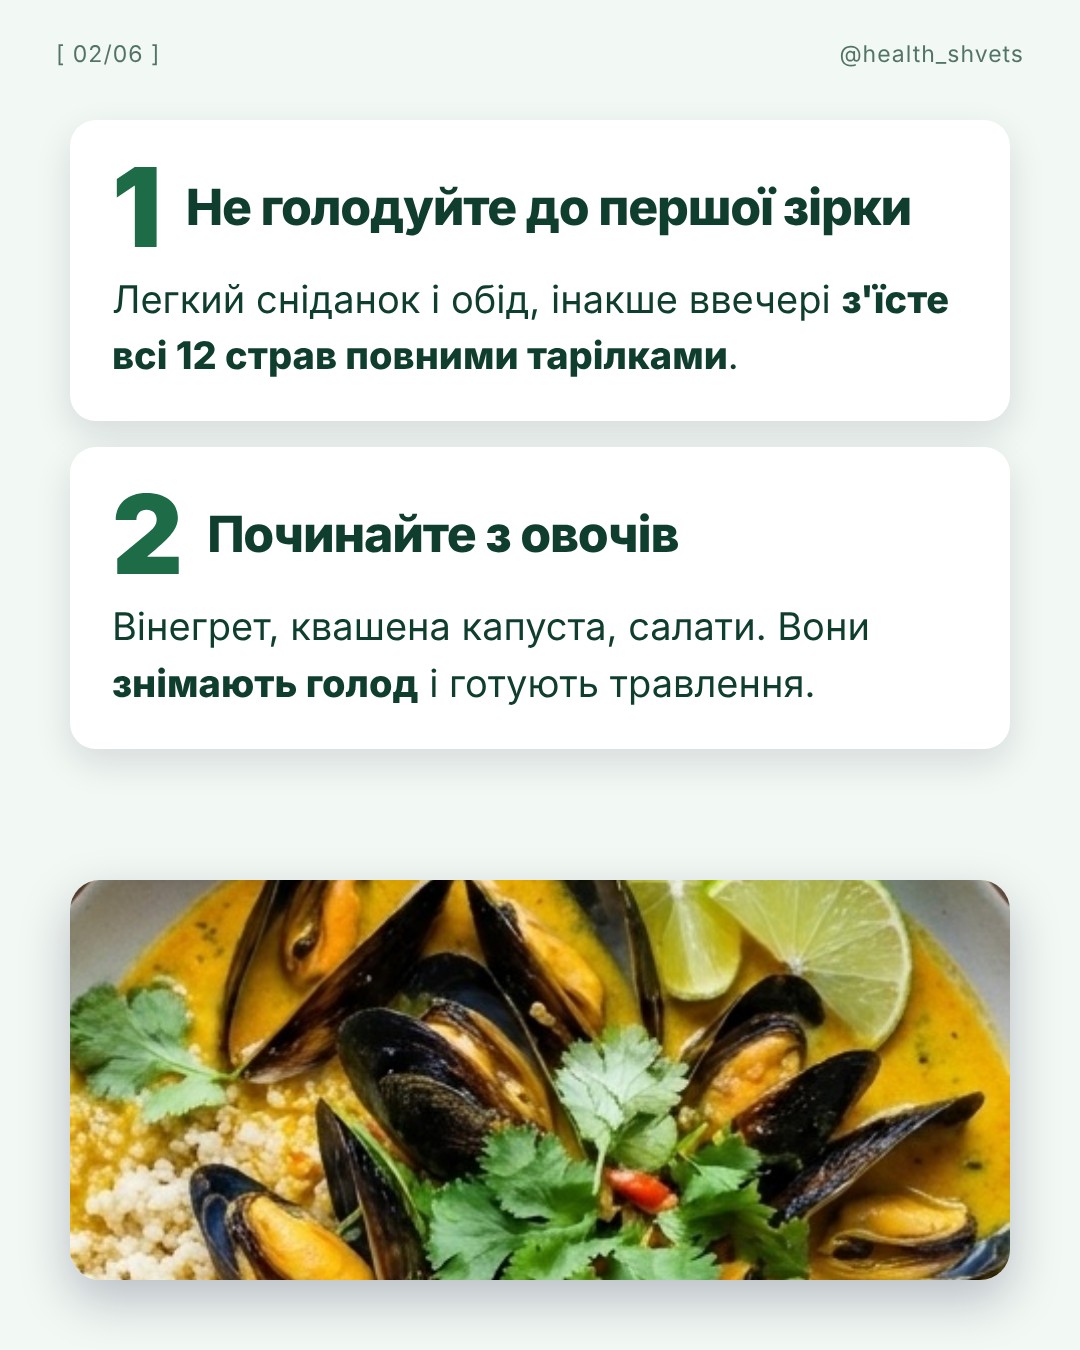 [ 02/06 ]
@health_shvets
1 Не голодуйте до першої зірки
Легкий сніданок і обід, інакше ввечері з'їсте
всі 12 страв повними тарілками.
2 Починайте з овочів
Вінегрет, квашена капуста, салати. Вони
знімають голод і готують травлення.